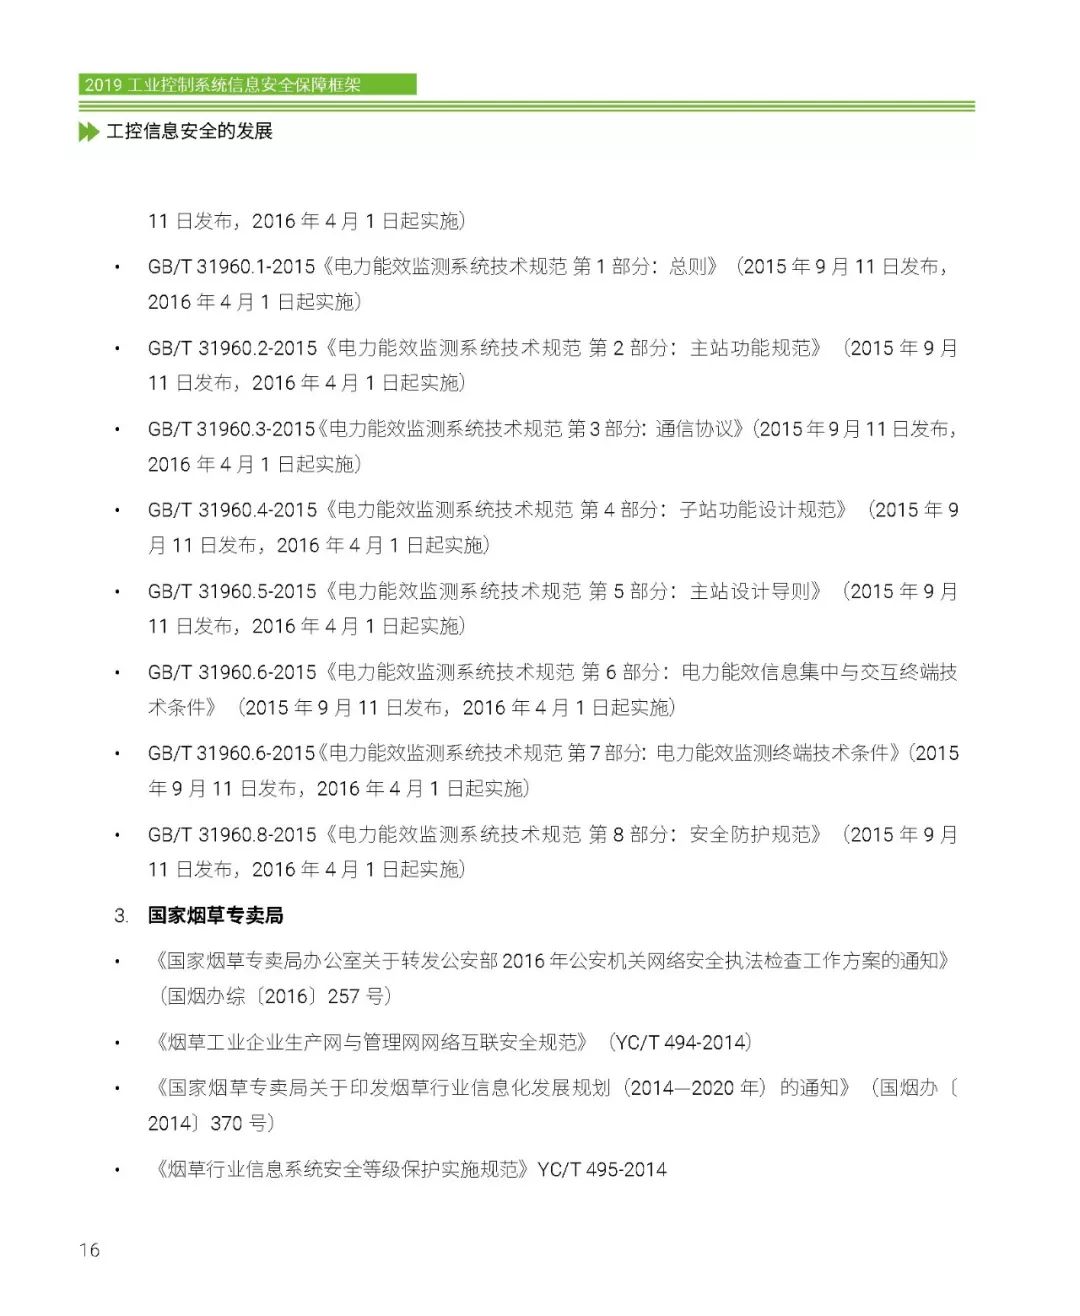 2019 工业控制系统信息安全保障框架
工控信息安全的发展
11 日发布，2016 年 4 月 1 日起实施）
• GB/T 31960.1-2015《电力能效监测系统技术规范 第 1 部分：总则》（2015 年 9 月 11 日发布，
2016 年 4 月 1 日起实施）
• GB/T 31960.2-2015《电力能效监测系统技术规范 第 2 部分：主站功能规范》（2015 年 9 月
11 日发布，2016 年 4 月 1 日起实施）
• GB/T 31960.3-2015《电力能效监测系统技术规范 第 3 部分：通信协议》（2015 年 9 月 11 日发布，
2016 年 4 月 1 日起实施）
• GB/T 31960.4-2015《电力能效监测系统技术规范 第 4 部分：子站功能设计规范》（2015 年 9
月 11 日发布，2016 年 4 月 1 日起实施）
• GB/T 31960.5-2015《电力能效监测系统技术规范 第 5 部分：主站设计导则》（2015 年 9 月
11 日发布，2016 年 4 月 1 日起实施）
• GB/T 31960.6-2015《电力能效监测系统技术规范 第 6 部分：电力能效信息集中与交互终端技
术条件》（2015 年 9 月 11 日发布，2016 年 4 月 1 日起实施）
• GB/T 31960.6-2015《电力能效监测系统技术规范 第 7 部分：电力能效监测终端技术条件》（2015
年 9 月 11 日发布，2016 年 4 月 1 日起实施）
• GB/T 31960.8-2015《电力能效监测系统技术规范 第 8 部分：安全防护规范》（2015 年 9 月
11 日发布，2016 年 4 月 1 日起实施）
3. 国家烟草专卖局
• 《国家烟草专卖局办公室关于转发公安部 2016 年公安机关网络安全执法检查工作方案的通知》
（国烟办综〔2016〕257 号）
• 《烟草工业企业生产网与管理网网络互联安全规范》（YC/T 494-2014）
• 《国家烟草专卖局关于印发烟草行业信息化发展规划（2014—2020 年）的通知》（国烟办〔
2014〕370 号）
• 《烟草行业信息系统安全等级保护实施规范》YC/T 495-2014
16